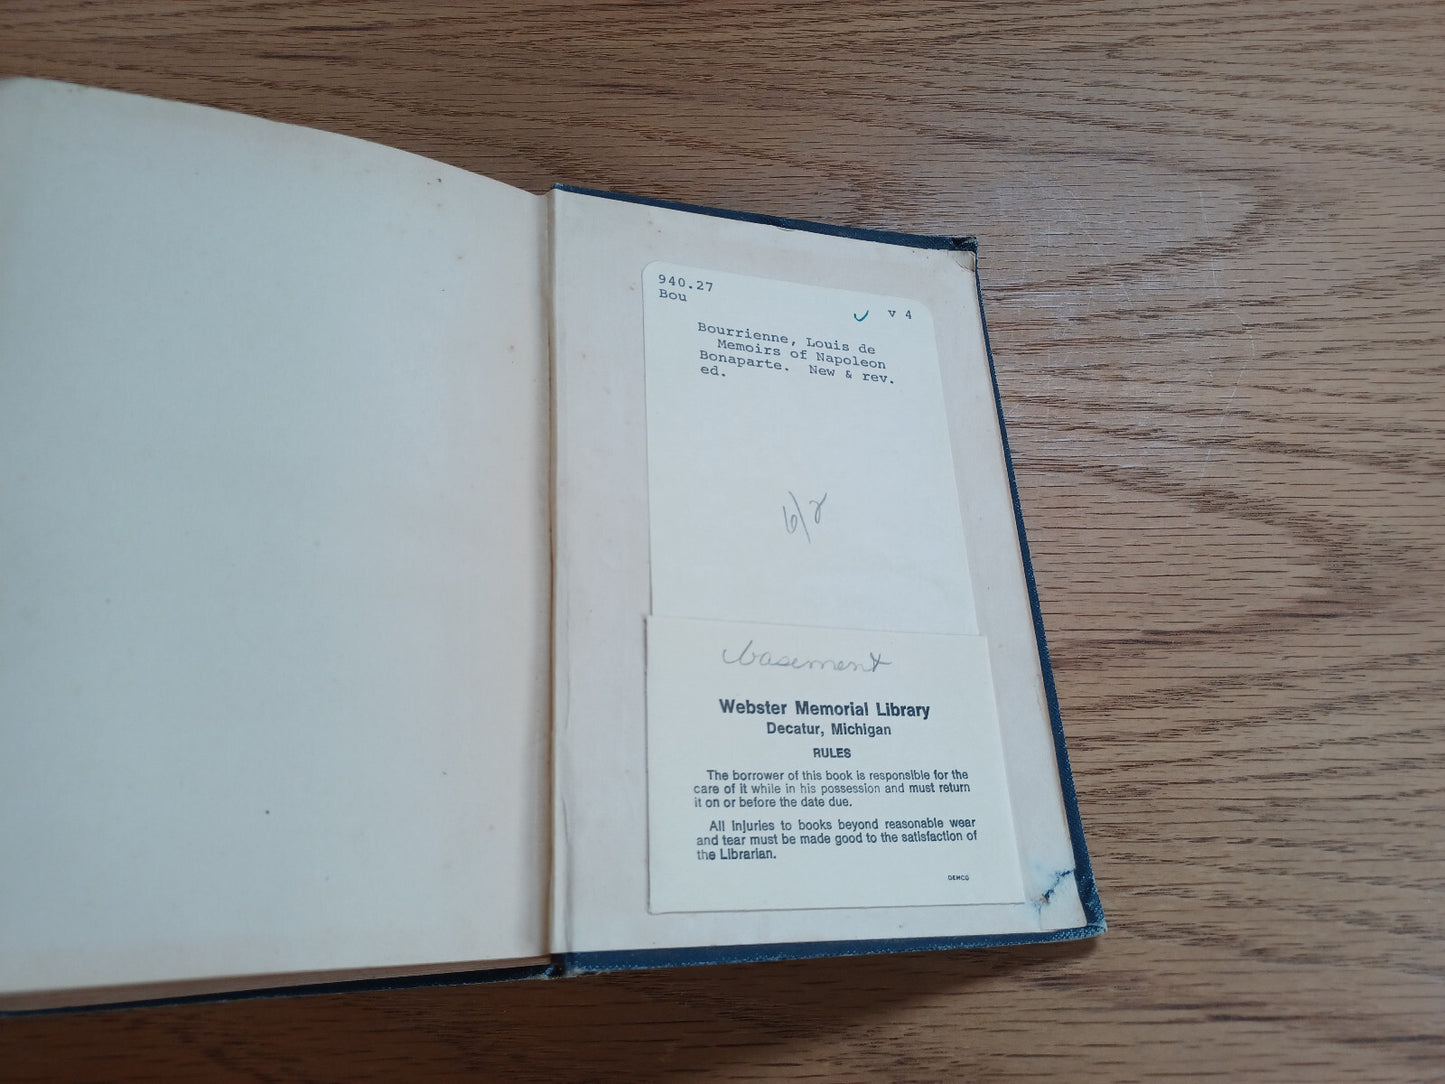 940.27
Bou
v 4
Bourrienne, Louis de
Memoirs of Napoleon
Bonaparte. New & rev.
ed.
basement
Webster Memorial Library
Decatur, Michigan
RULES
The borrower of this book is responsible for the
care of it while in his possession and must return
it on or before the date due.
All injuries to books beyond reasonable wear
and tear must be made good to the satisfaction of
the Librarian.
DEMCO